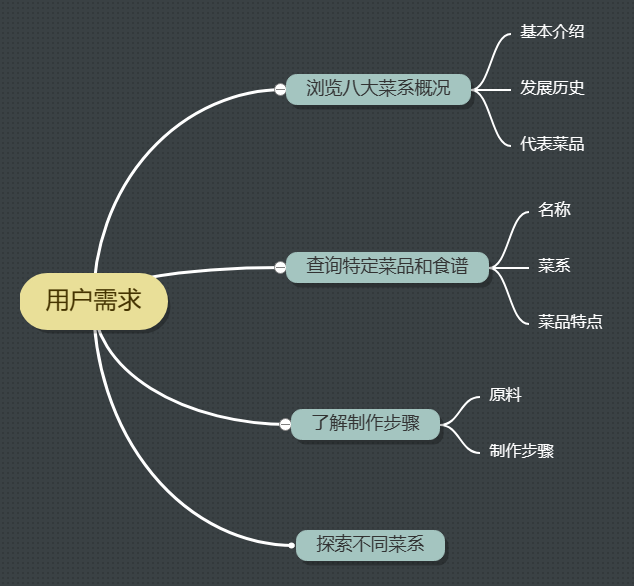 用户需求
浏览八大菜系概况
基本介绍
发展历史
代表菜品
查询特定菜品和食谱
名称
菜系
菜品特点
了解制作步骤
原料
制作步骤
探索不同菜系